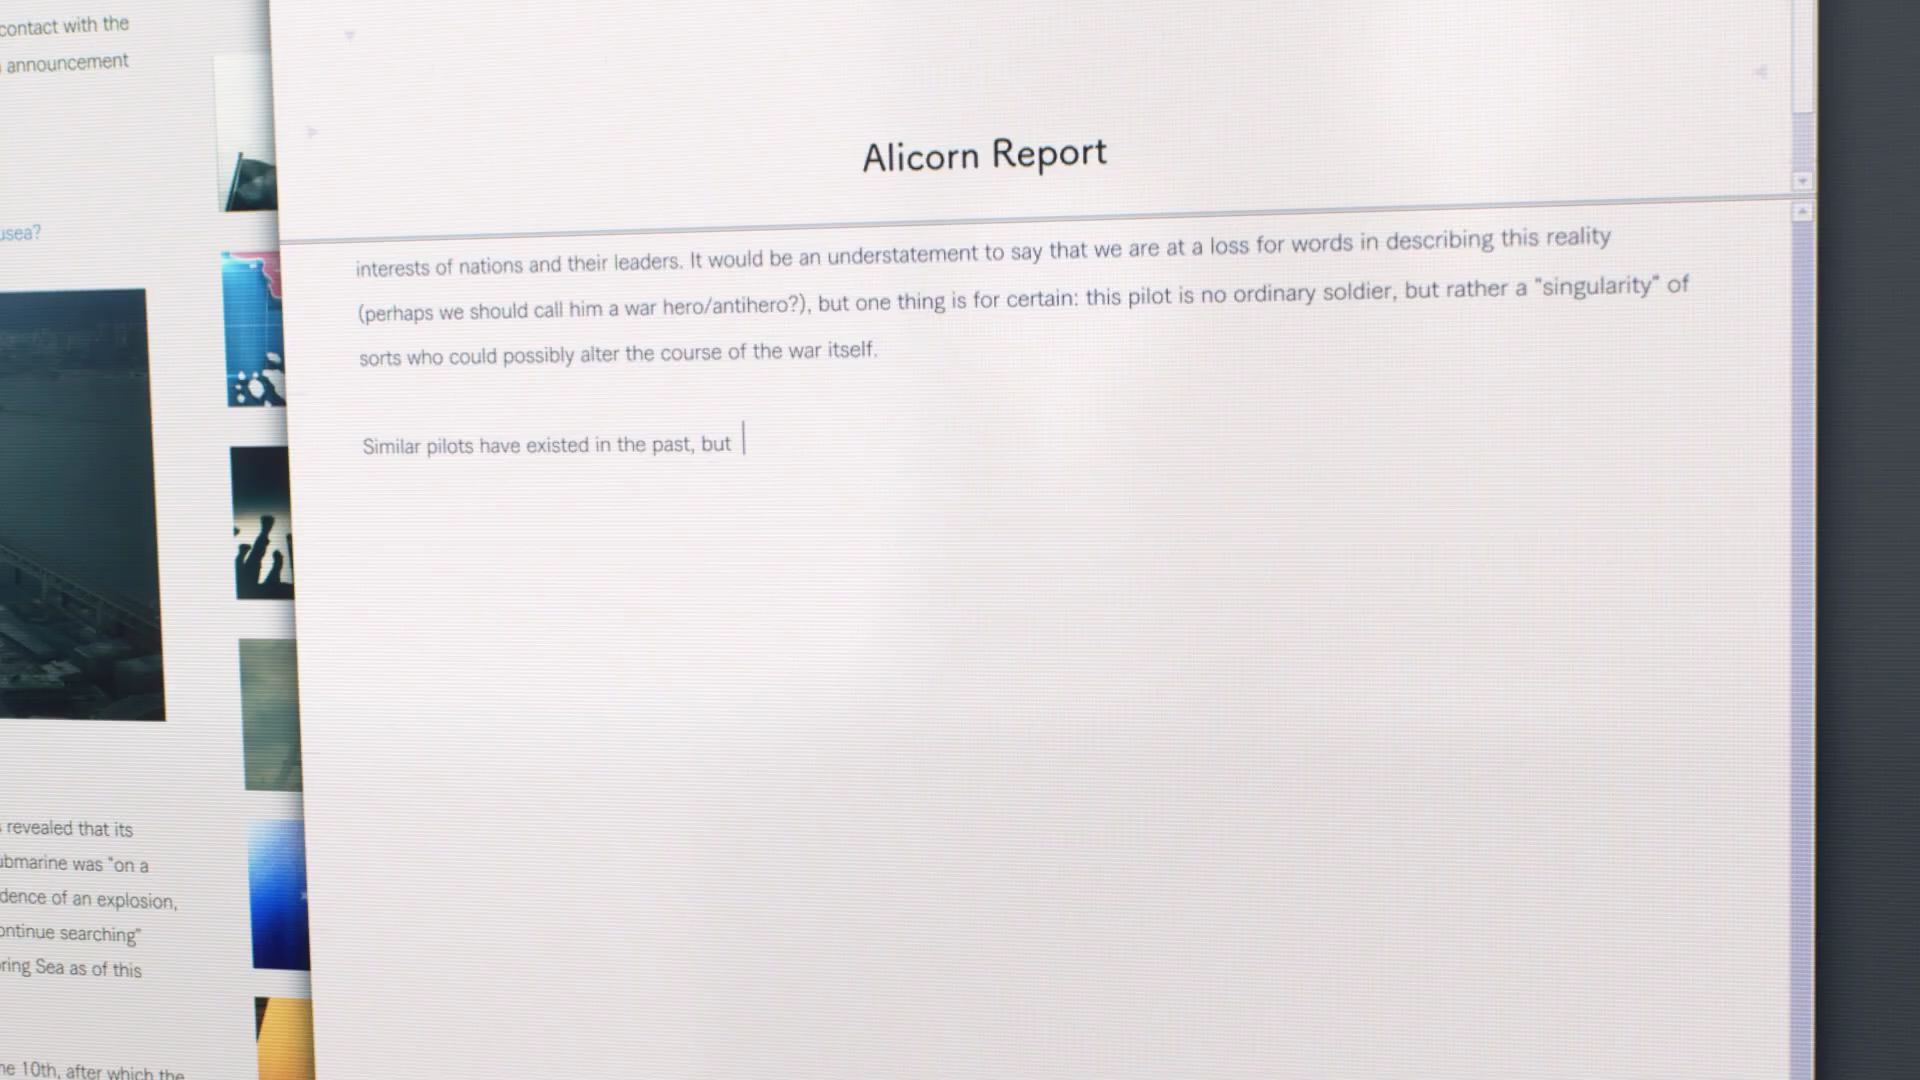 contact with the
announcement
usea?
revealed that its
submarine was "on a
dence of an explosion,
ontinue searching"
ring Sea as of this
he 10th, after which the
Alicorn Report
interests of nations and their leaders. It would be an understatement to say that we are at a loss for words in describing this reality
(perhaps we should call him a war hero/antihero?), but one thing is for certain: this pilot is no ordinary soldier, but rather a "singularity" of
sorts who could possibly alter the course of the war itself.
Similar pilots have existed in the past, but